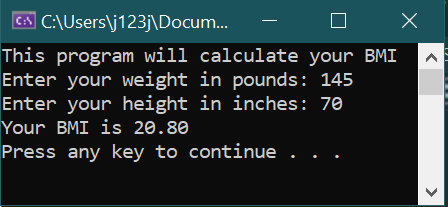 C:\Users\j123j\Docum...
This program will calculate your BMI
Enter your weight in pounds: 145
Enter your height in inches: 70
Your BMI is 20.80
Press any key to continue . . .